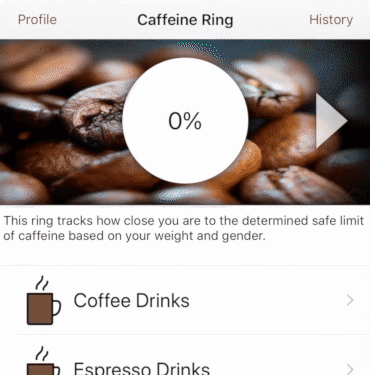 Profile Caffeine Ring History
0%
This ring tracks how close you are to the determined safe limit
of caffeine based on your weight and gender.
Coffee Drinks
Espresso Drinks